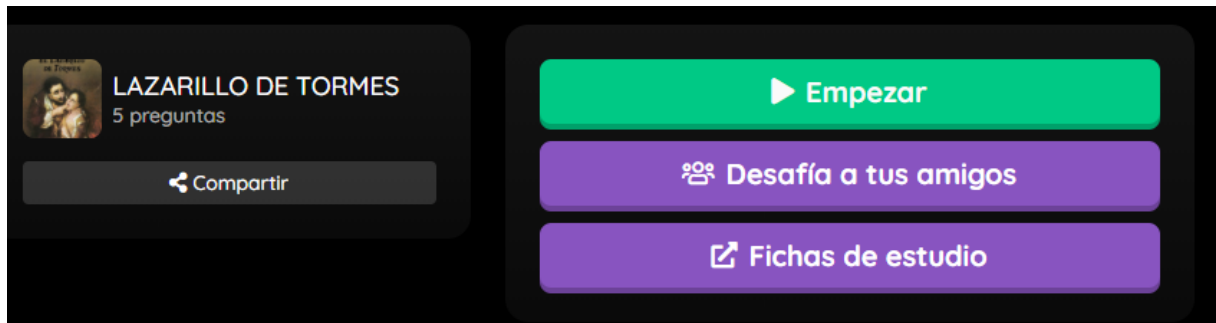 LAZARILLO DE TORMES
5 preguntas
Compartir
Empezar
Desafía a tus amigos
Fichas de estudio